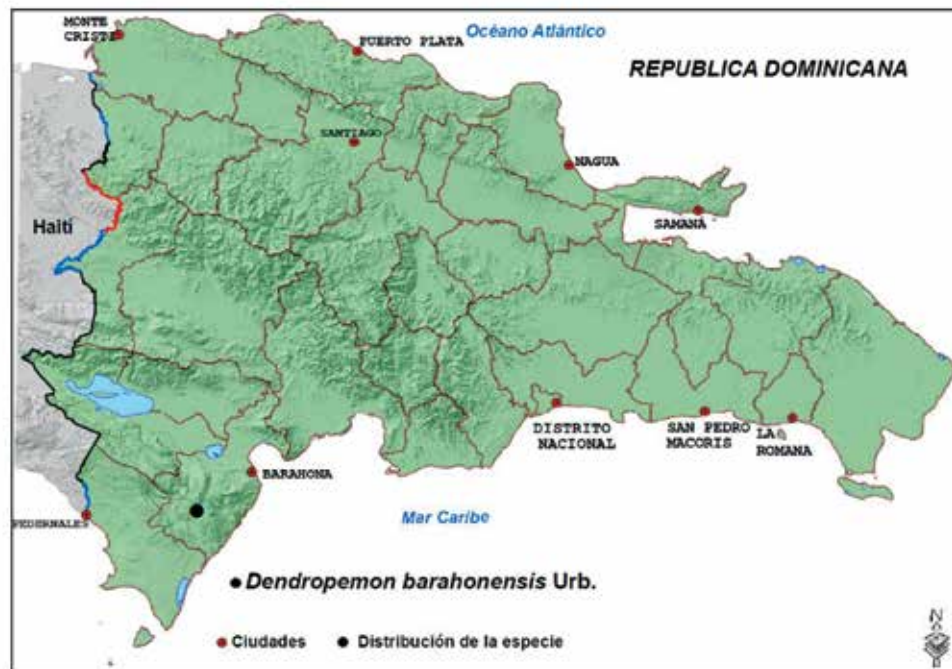 MONTE
CRISTI
PUERTO PLATA
Océano Atlántico
REPUBLICA DOMINICANA
SANTIAGO
NAGUA
SAMANÁ
Haití
DISTRITO
NACIONAL
SAN PEDRO
MACORIS
LA
ROMANA
BARAHONA
PEDERNALES
Mar Caribe
Dendropemon barahonensis Urb.
Ciudades
Distribución de la especie
N